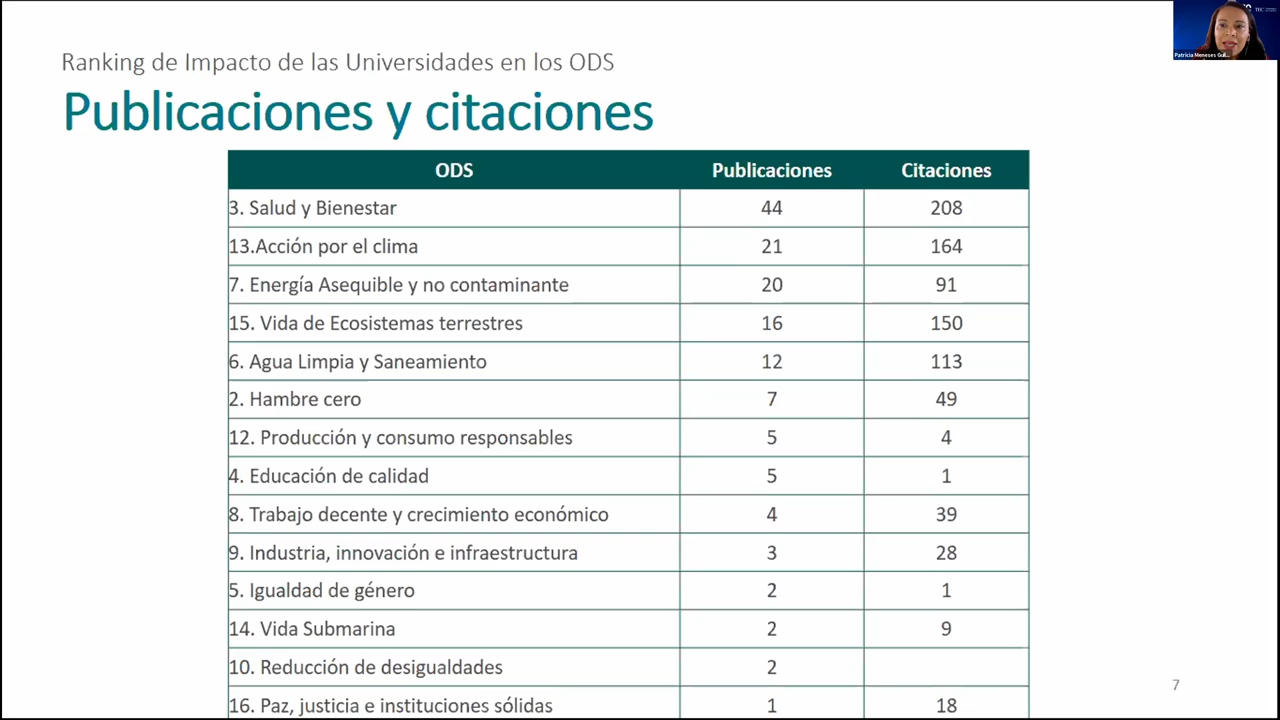 Ranking de Impacto de las Universidades en los ODS
Publicaciones y citaciones
ODS Publicaciones Citaciones
3. Salud y Bienestar 44 208
13.Acción por el clima 21 164
7. Energía Asequible y no contaminante 20 91
15. Vida de Ecosistemas terrestres 16 150
6. Agua Limpia y Saneamiento 12 113
2. Hambre cero 7 49
12. Producción y consumo responsables 5 4
4. Educación de calidad 5 1
8. Trabajo decente y crecimiento económico 4 39
9. Industria, innovación e infraestructura 3 28
5. Igualdad de género 2 1
14. Vida Submarina 2 9
10. Reducción de desigualdades 2
16. Paz, justicia e instituciones sólidas 1 18
7
Patricia Meneses Gui...